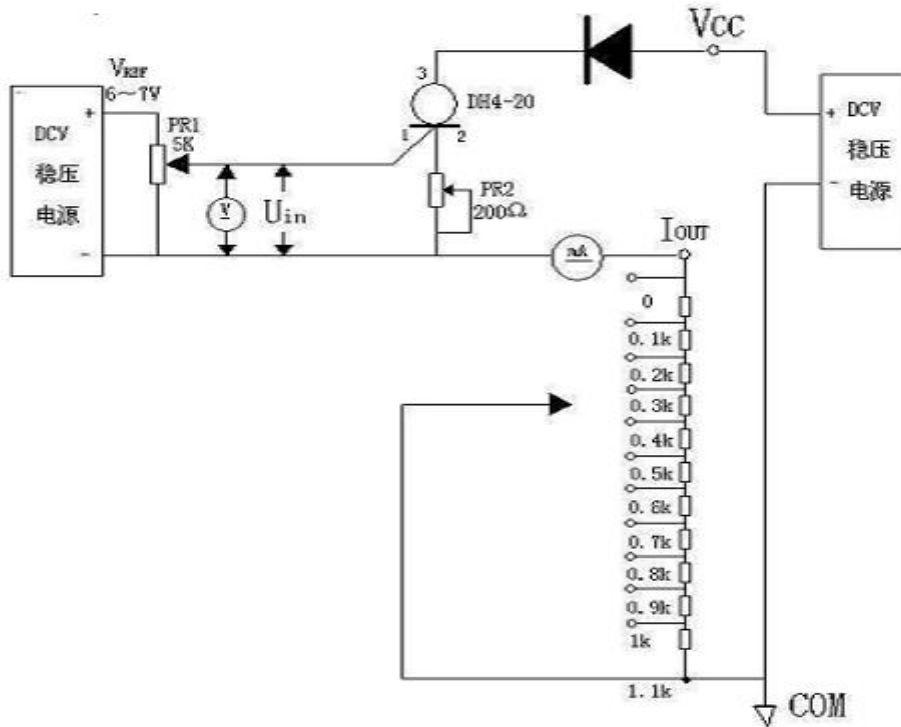 VCC
3
VREF
6～7V
DH4-20
+
DCV
稳压
电源
-
PR1
5K
1
2
V
Uin
PR2
200Ω
+
DCV
稳压
电源
-
mA
IOUT
0
0.1k
0.2k
0.3k
0.4k
0.5k
0.6k
0.7k
0.8k
0.9k
1k
1.1k
COM